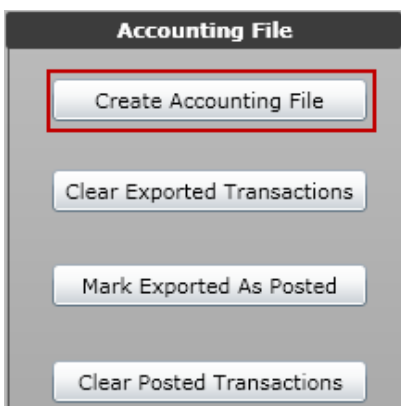 Accounting File
Create Accounting File
Clear Exported Transactions
Mark Exported As Posted
Clear Posted Transactions